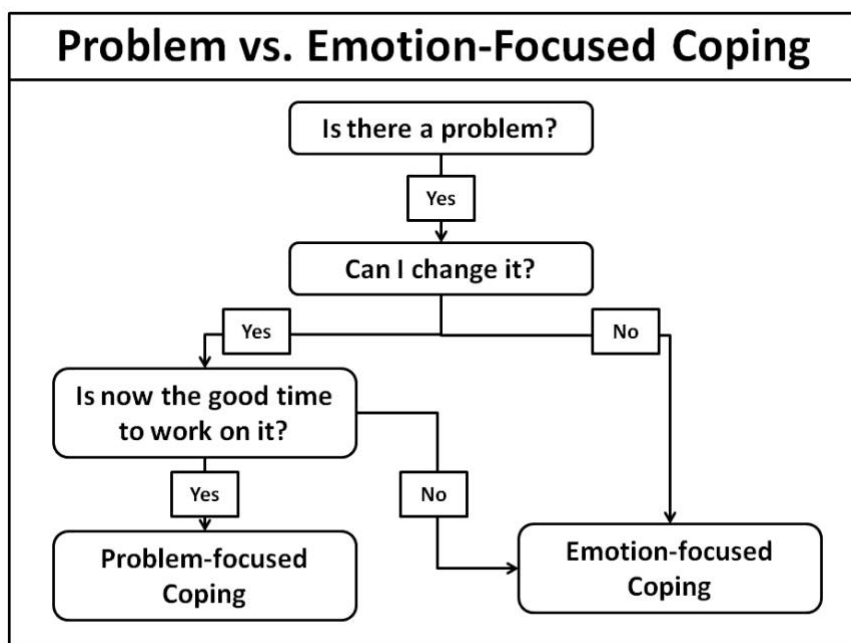 Problem vs. Emotion-Focused Coping
Is there a problem?
Yes
Can I change it?
Yes
No
Is now the good time
to work on it?
Yes
No
Problem-focused
Coping
Emotion-focused
Coping